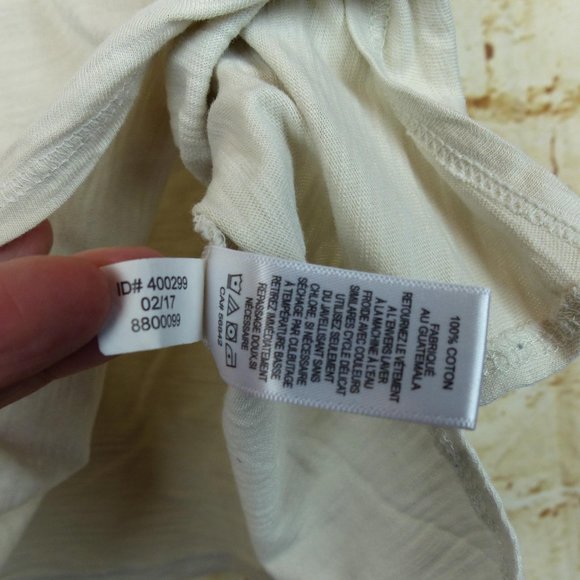 ID# 400299
02/17
8800099
100% COTON
FABRIQUÉ
AU GUATEMALA
RETOURNEZ LE VÊTEMENT
À L'ENVERS LAVER
À LA MACHINE À L'EAU
FROIDE AVEC COULEURS
SIMILAIRES CYCLE DÉLICAT
UTILISEZ SEULEMENT
DU JAVELLISANT SANS
CHLORE, SI NÉCESSAIRE
SÉCHAGE PAR CULBUTAGE
À TEMPÉRATURE BASSE
RETIREZ IMMÉDIATEMENT
REPASSAGE DOUX, SI
NÉCESSAIRE
CA# 56842